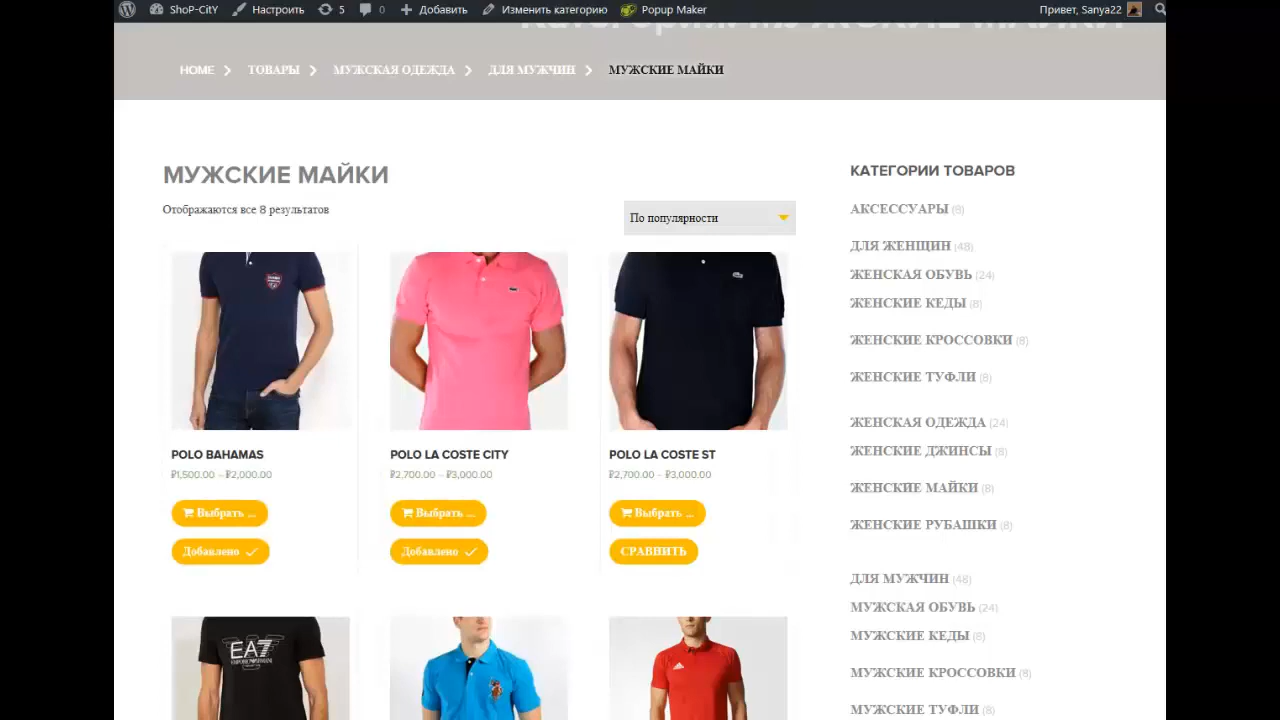 ShoP-CitY Настроить 5 0 Добавить Изменить категорию Popup Maker Привет, Sanya22
HOME ТОВАРЫ МУЖСКАЯ ОДЕЖДА ДЛЯ МУЖЧИН МУЖСКИЕ МАЙКИ
МУЖСКИЕ МАЙКИ
Отображаются все 8 результатов
По популярности
POLO BAHAMAS
₽1,500.00 – ₽2,000.00
Выбрать ...
Добавлено
POLO LA COSTE CITY
₽2,700.00 – ₽3,000.00
Выбрать ...
Добавлено
POLO LA COSTE ST
₽2,700.00 – ₽3,000.00
Выбрать ...
СРАВНИТЬ
EA7
EMPORIO ARMANI
КАТЕГОРИИ ТОВАРОВ
АКСЕССУАРЫ (8)
ДЛЯ ЖЕНЩИН (48)
ЖЕНСКАЯ ОБУВЬ (24)
ЖЕНСКИЕ КЕДЫ (8)
ЖЕНСКИЕ КРОССОВКИ (8)
ЖЕНСКИЕ ТУФЛИ (8)
ЖЕНСКАЯ ОДЕЖДА (24)
ЖЕНСКИЕ ДЖИНСЫ (8)
ЖЕНСКИЕ МАЙКИ (8)
ЖЕНСКИЕ РУБАШКИ (8)
ДЛЯ МУЖЧИН (48)
МУЖСКАЯ ОБУВЬ (24)
МУЖСКИЕ КЕДЫ (8)
МУЖСКИЕ КРОССОВКИ (8)
МУЖСКИЕ ТУФЛИ (8)